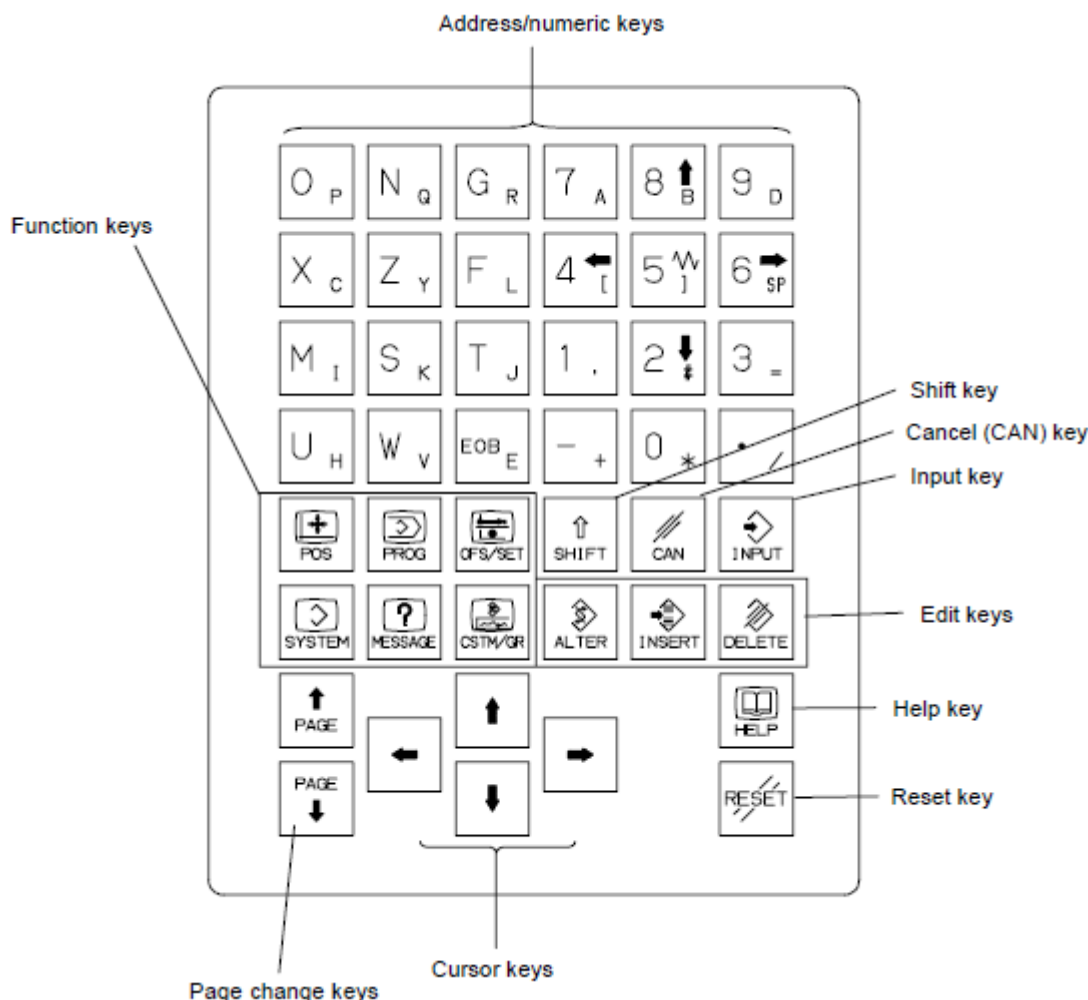 Address/numeric keys
O P N Q G R 7 A 8 B 9 D
Function keys
X C Z Y F L 4 [ 5 ] 6 SP
M I S K T J 1 , 2 # 3 =
Shift key
U H W V EOB E - + 0 * . /
Cancel (CAN) key
Input key
POS PROG OFS/SET SHIFT CAN INPUT
SYSTEM MESSAGE CSTM/GR ALTER INSERT DELETE
Edit keys
PAGE
HELP
Help key
PAGE
RESET
Reset key
Cursor keys
Page change keys